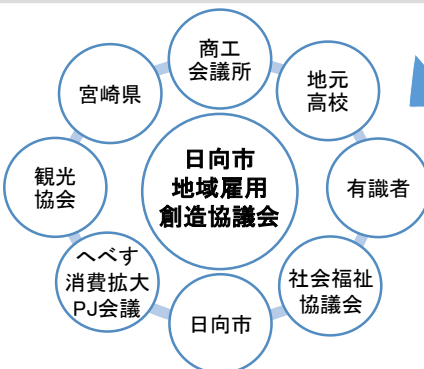 商工
会議所
宮崎県
地元
高校
日向市
地域雇用
創造協議会
観光
協会
有識者
へべす
消費拡大
PJ会議
社会福祉
協議会
日向市